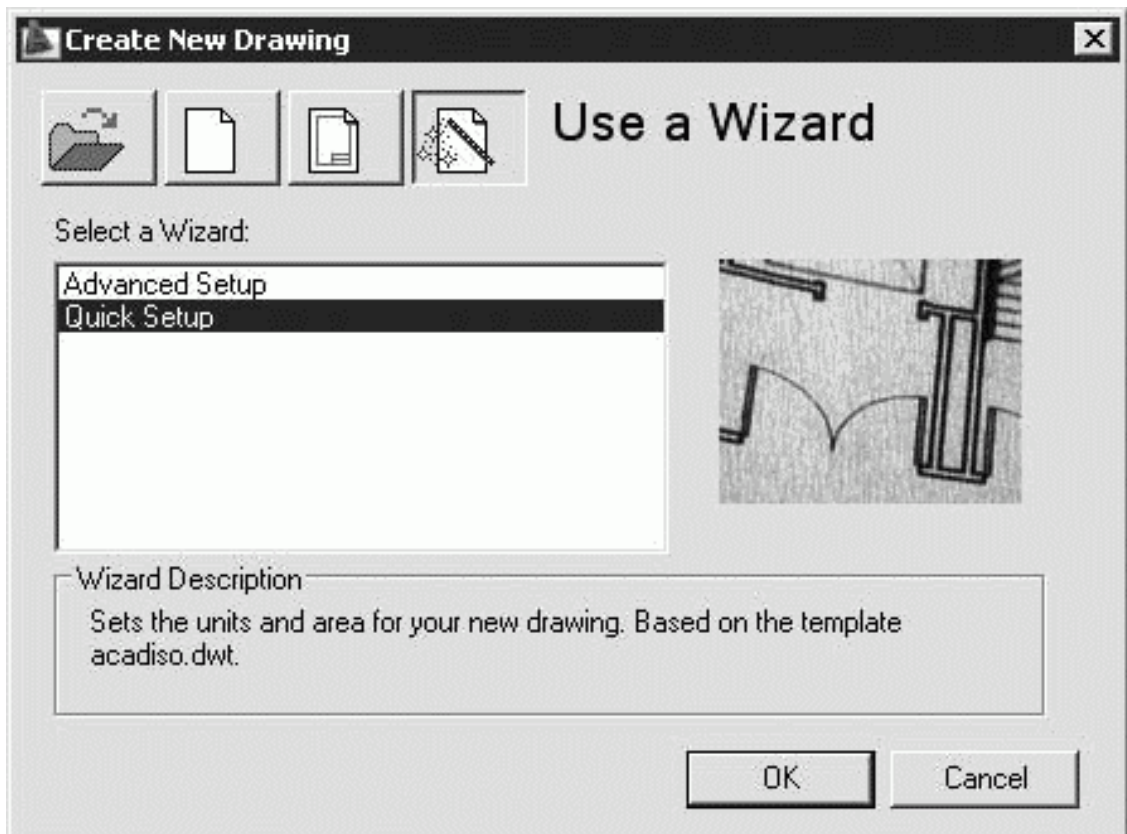 Create New Drawing
Use a Wizard
Select a Wizard:
Advanced Setup
Quick Setup
Wizard Description
Sets the units and area for your new drawing. Based on the template
acadiso.dwt.
OK
Cancel